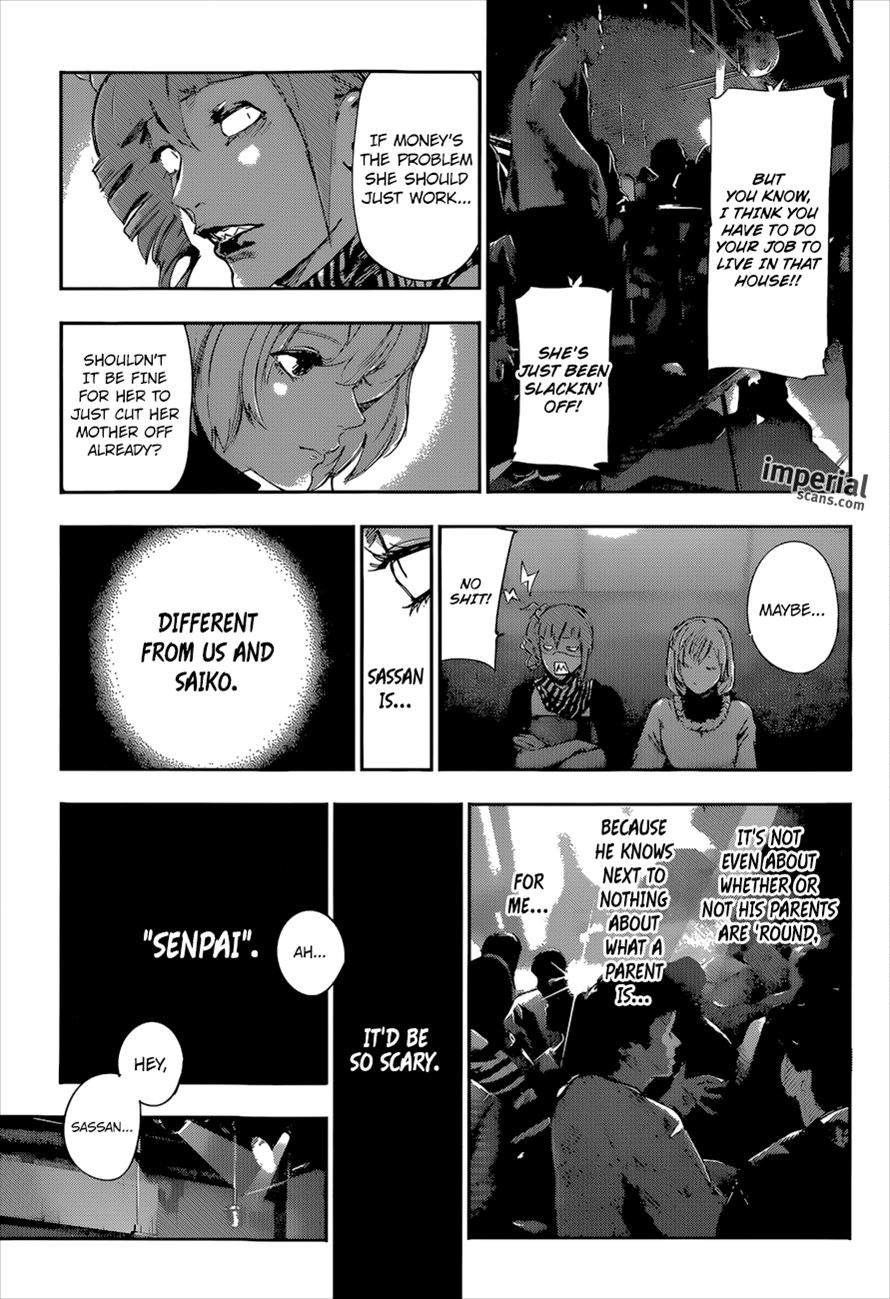 BUT
YOU KNOW,
I THINK YOU
HAVE TO DO
YOUR JOB TO
LIVE IN THAT
HOUSE!!
SHE'S
JUST BEEN
SLACKIN'
OFF!
IF MONEY'S
THE PROBLEM
SHE SHOULD
JUST WORK...
SHOULDN'T
IT BE FINE
FOR HER TO
JUST CUT HER
MOTHER OFF
ALREADY?
imperial
scans.com
MAYBE...
NO
SHIT!
SASSAN
IS...
DIFFERENT
FROM US AND
SAIKO.
IT'S NOT
EVEN ABOUT
WHETHER OR
NOT HIS PARENTS
ARE 'ROUND,
BECAUSE
HE KNOWS
NEXT TO
NOTHING
ABOUT
WHAT A
PARENT
IS...
FOR
ME...
IT'D BE
SO SCARY.
"SENPAI".
AH...
HEY,
SASSAN...